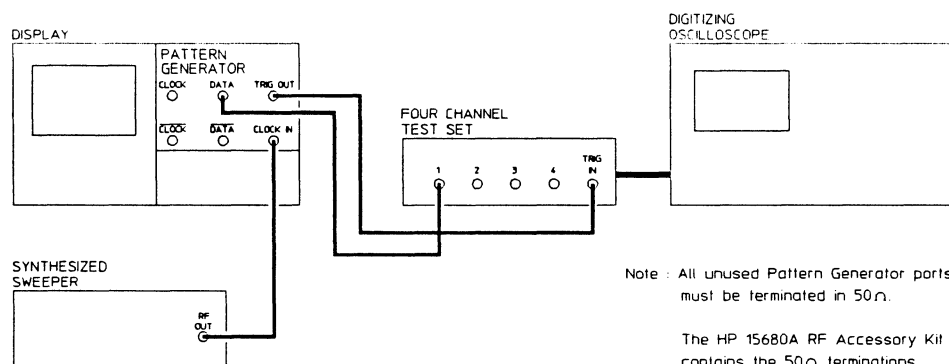 DISPLAY
PATTERN
GENERATOR
CLOCK DATA TRIG OUT
CLOCK DATA CLOCK IN
FOUR CHANNEL
TEST SET
1 2 3 4 TRIG
IN
DIGITIZING
OSCILLOSCOPE
SYNTHESIZED
SWEEPER
RF
OUT
Note : All unused Pattern Generator ports
must be terminated in 50Ω.
The HP 15680A RF Accessory Kit
contains the 50Ω terminations